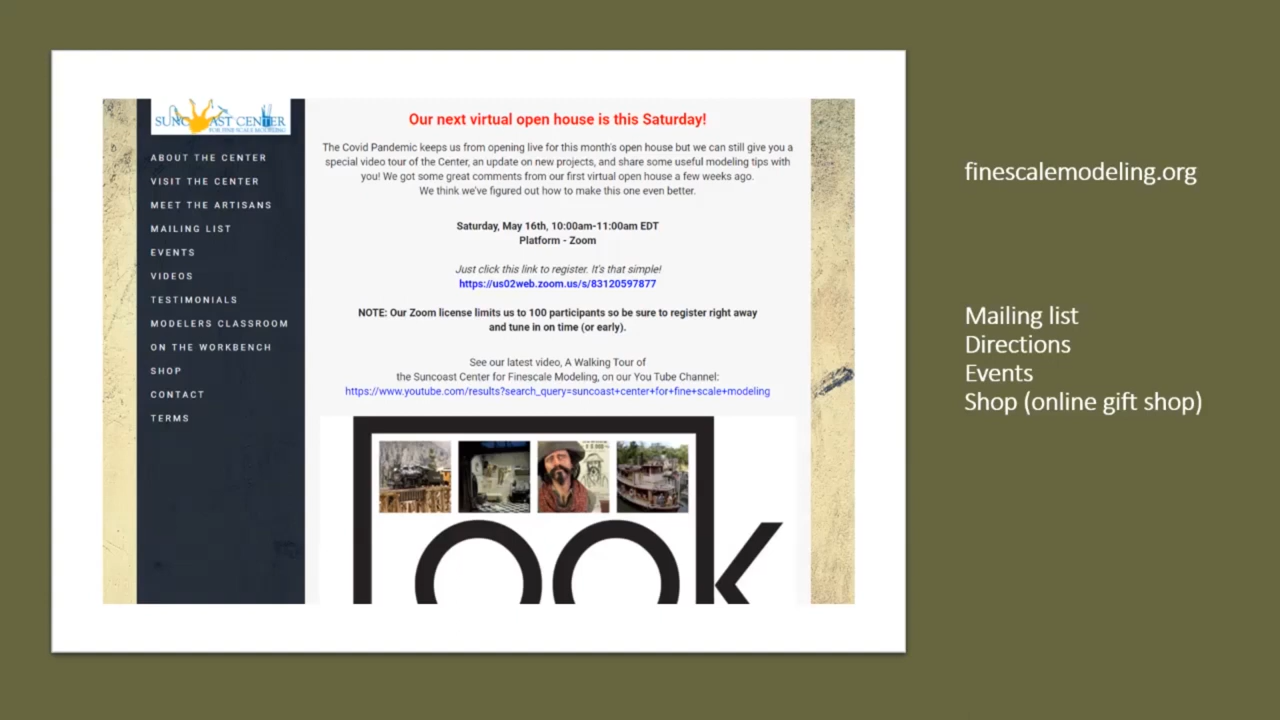 SUNCOAST CENTER
FOR FINE SCALE MODELING
ABOUT THE CENTER
VISIT THE CENTER
MEET THE ARTISANS
MAILING LIST
EVENTS
VIDEOS
TESTIMONIALS
MODELERS CLASSROOM
ON THE WORKBENCH
SHOP
CONTACT
TERMS
Our next virtual open house is this Saturday!
The Covid Pandemic keeps us from opening live for this month's open house but we can still give you a
special video tour of the Center, an update on new projects, and share some useful modeling tips with
you! We got some great comments from our first virtual open house a few weeks ago.
We think we've figured out how to make this one even better.
Saturday, May 16th, 10:00am-11:00am EDT
Platform - Zoom
Just click this link to register. It's that simple!
https://us02web.zoom.us/s/83120597877
NOTE: Our Zoom license limits us to 100 participants so be sure to register right away
and tune in on time (or early).
See our latest video, A Walking Tour of
the Suncoast Center for Finescale Modeling, on our You Tube Channel:
https://www.youtube.com/results?search_query=suncoast+center+for+fine+scale+modeling
look
finescalemodeling.org
Mailing list
Directions
Events
Shop (online gift shop)